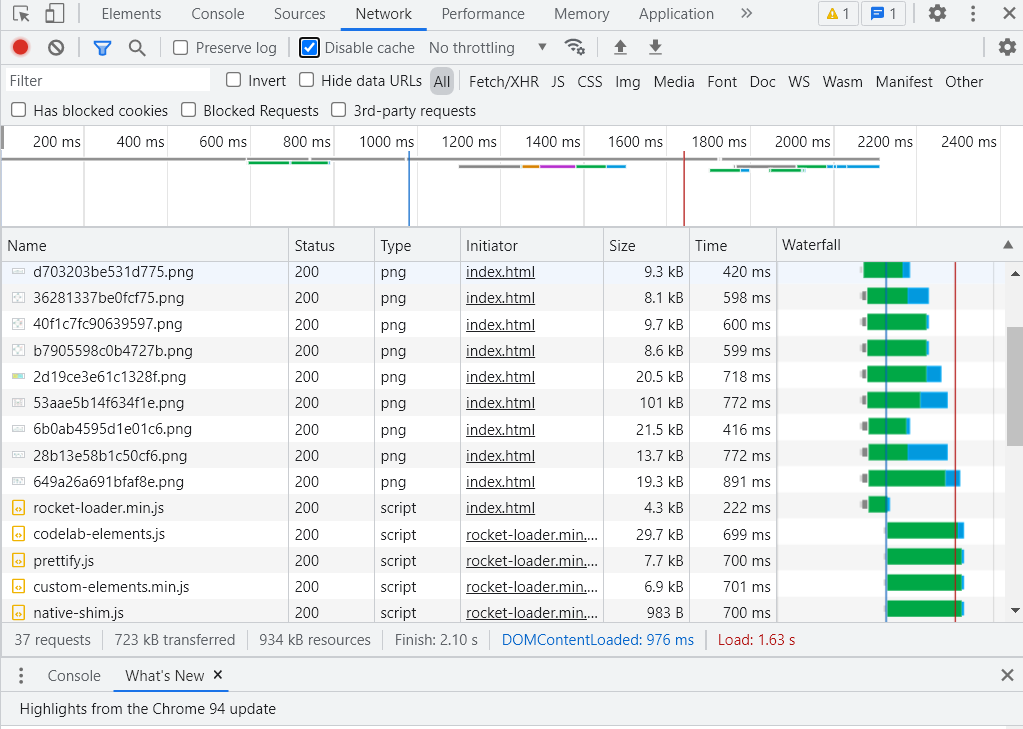 Elements Console Sources Network Performance Memory Application » 1 1
Preserve log Disable cache No throttling
Filter Invert Hide data URLs All Fetch/XHR JS CSS Img Media Font Doc WS Wasm Manifest Other
Has blocked cookies Blocked Requests 3rd-party requests
200 ms 400 ms 600 ms 800 ms 1000 ms 1200 ms 1400 ms 1600 ms 1800 ms 2000 ms 2200 ms 2400 ms
Name Status Type Initiator Size Time Waterfall
d703203be531d775.png 200 png index.html 9.3 kB 420 ms
36281337be0fcf75.png 200 png index.html 8.1 kB 598 ms
40f1c7fc90639597.png 200 png index.html 9.7 kB 600 ms
b7905598c0b4727b.png 200 png index.html 8.6 kB 599 ms
2d19ce3e61c1328f.png 200 png index.html 20.5 kB 718 ms
53aae5b14f634f1e.png 200 png index.html 101 kB 772 ms
6b0ab4595d1e01c6.png 200 png index.html 21.5 kB 416 ms
28b13e58b1c50cf6.png 200 png index.html 13.7 kB 772 ms
649a26a691bfaf8e.png 200 png index.html 19.3 kB 891 ms
rocket-loader.min.js 200 script index.html 4.3 kB 222 ms
codelab-elements.js 200 script rocket-loader.min.... 29.7 kB 699 ms
prettify.js 200 script rocket-loader.min.... 7.7 kB 700 ms
custom-elements.min.js 200 script rocket-loader.min.... 6.9 kB 701 ms
native-shim.js 200 script rocket-loader.min.... 983 B 700 ms
37 requests 723 kB transferred 934 kB resources Finish: 2.10 s DOMContentLoaded: 976 ms Load: 1.63 s
Console What's New ×
Highlights from the Chrome 94 update